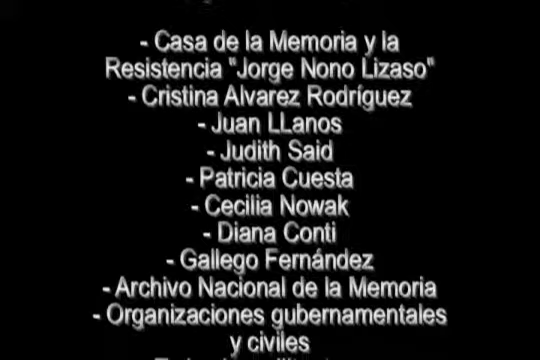 - Casa de la Memoria y la
Resistencia "Jorge Nono Lizaso"
- Cristina Alvarez Rodríguez
- Juan LLanos
- Judith Said
- Patricia Cuesta
- Cecilia Nowak
- Diana Conti
- Gallego Fernández
- Archivo Nacional de la Memoria
- Organizaciones gubernamentales
y civiles